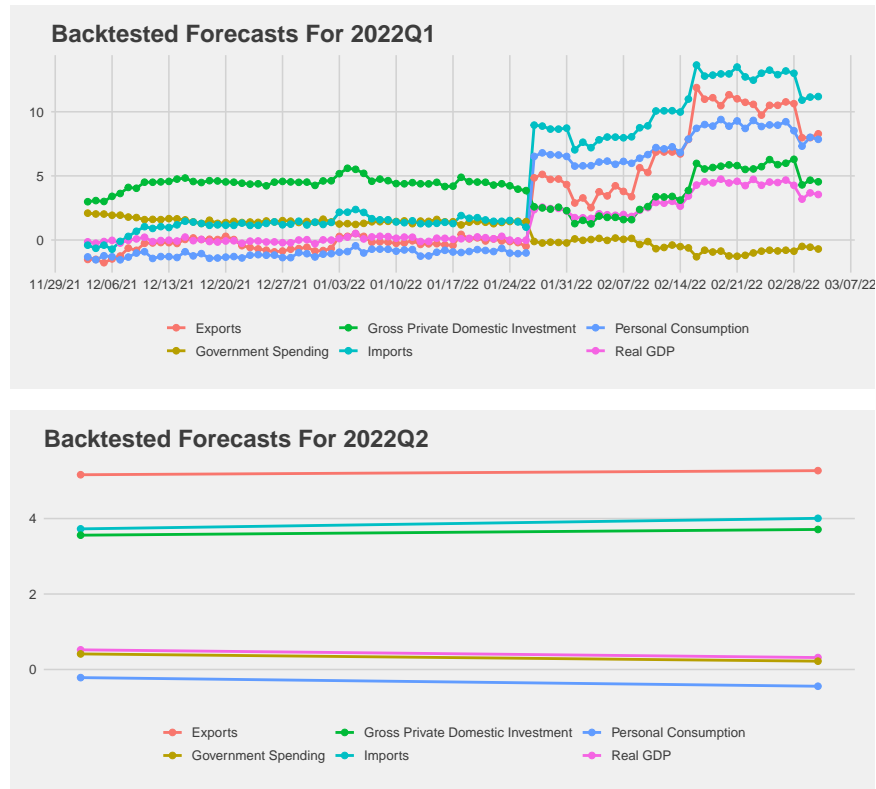 Backtested Forecasts For 2022Q1
10
5
0
11/29/21 12/06/21 12/13/21 12/20/21 12/27/21 01/03/22 01/10/22 01/17/22 01/24/22 01/31/22 02/07/22 02/14/22 02/21/22 02/28/22 03/07/22
Exports Gross Private Domestic Investment Personal Consumption
Government Spending Imports Real GDP
Backtested Forecasts For 2022Q2
4
2
0
Exports Gross Private Domestic Investment Personal Consumption
Government Spending Imports Real GDP